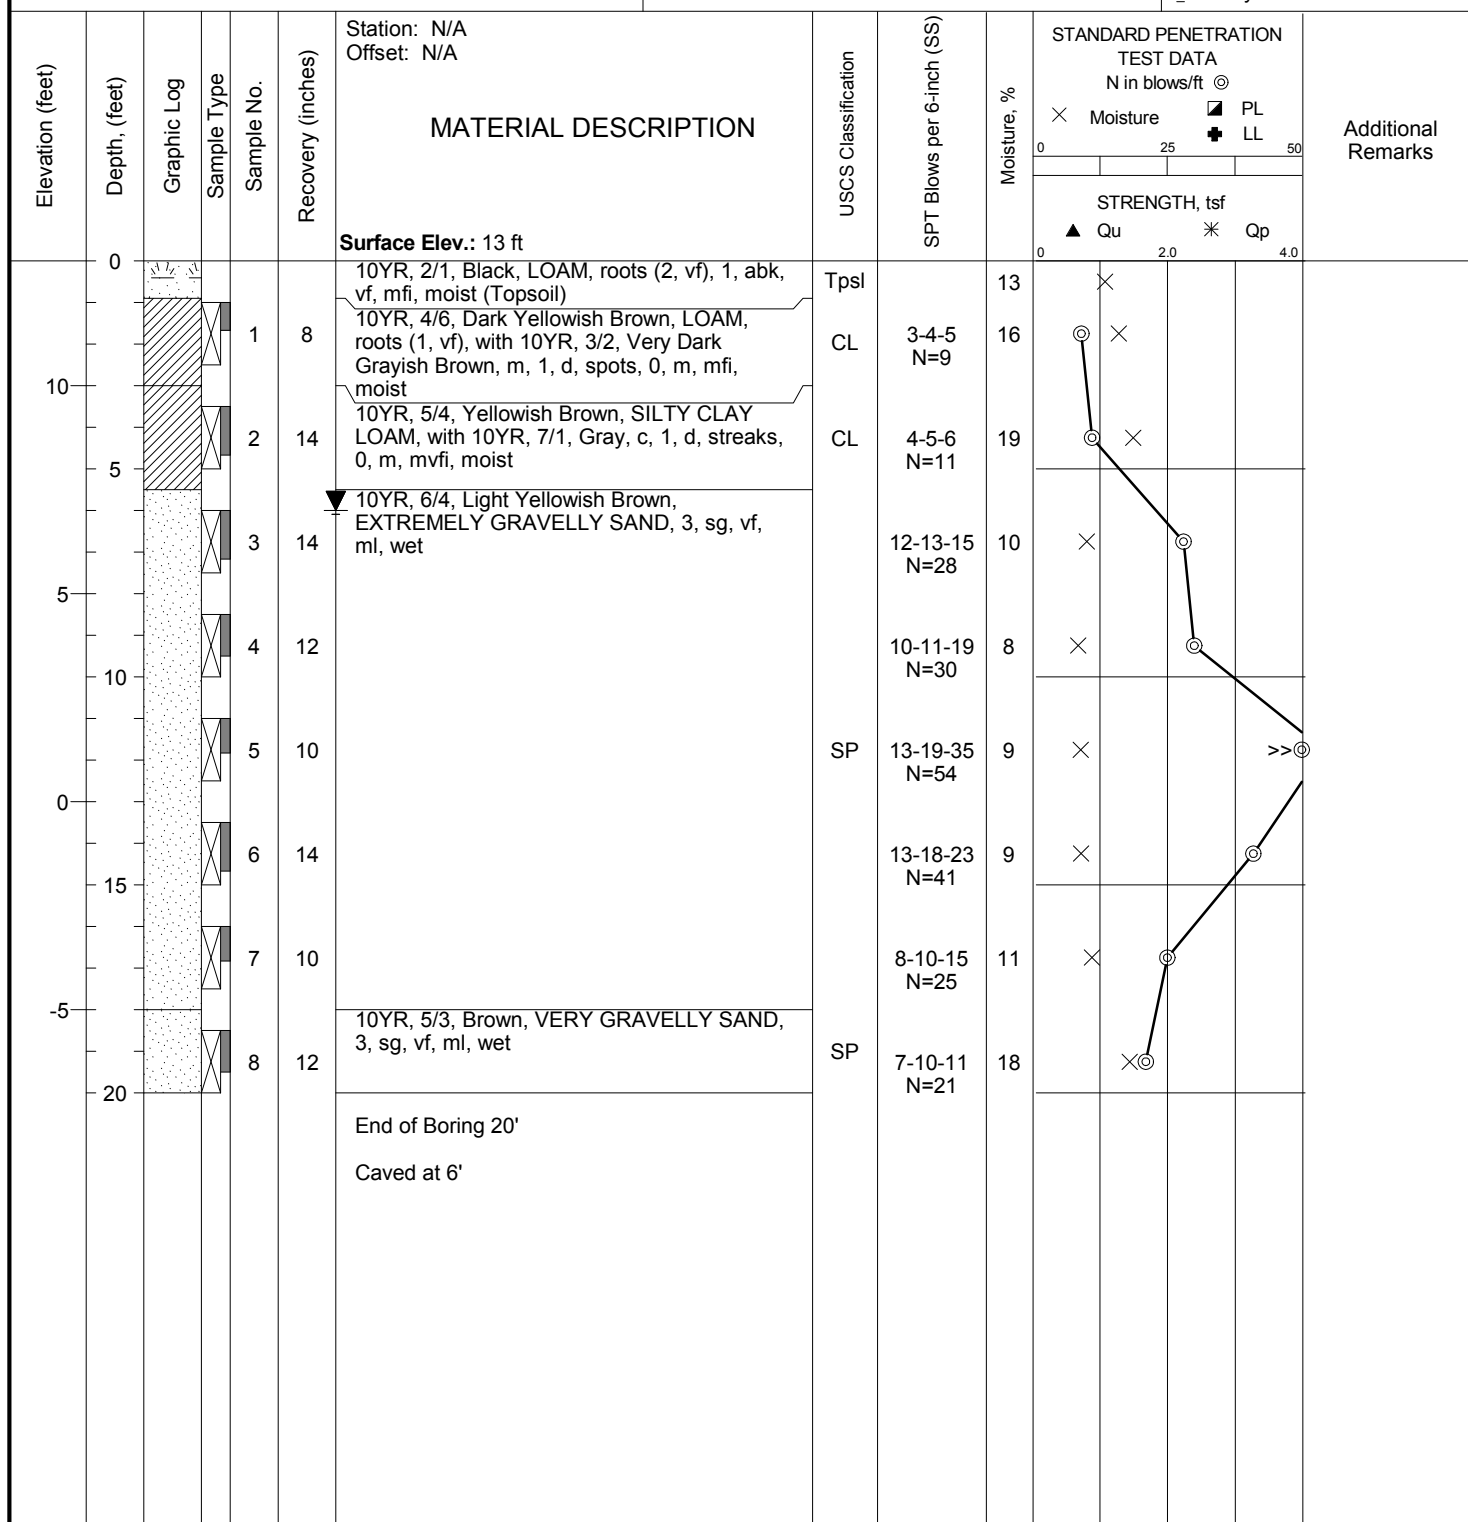 Station: N/A
Offset: N/A
Elevation (feet)
Depth, (feet)
Graphic Log
Sample Type
Sample No.
Recovery (inches)
MATERIAL DESCRIPTION
Surface Elev.: 13 ft
USCS Classification
SPT Blows per 6-inch (SS)
Moisture, %
STANDARD PENETRATION
TEST DATA
N in blows/ft
Moisture
PL
LL
0 25 50
STRENGTH, tsf
Qu
Qp
0 2.0 4.0
Additional
Remarks
0
10YR, 2/1, Black, LOAM, roots (2, vf), 1, abk,
vf, mfi, moist (Topsoil)
Tpsl
13
1
8
10YR, 4/6, Dark Yellowish Brown, LOAM,
roots (1, vf), with 10YR, 3/2, Very Dark
Grayish Brown, m, 1, d, spots, 0, m, mfi,
moist
CL
3-4-5
N=9
16
10
2
14
10YR, 5/4, Yellowish Brown, SILTY CLAY
LOAM, with 10YR, 7/1, Gray, c, 1, d, streaks,
0, m, mvfi, moist
CL
4-5-6
N=11
19
5
10YR, 6/4, Light Yellowish Brown,
EXTREMELY GRAVELLY SAND, 3, sg, vf,
ml, wet
3
14
12-13-15
N=28
10
5
4
12
10-11-19
N=30
8
10
5
10
SP
13-19-35
N=54
9
>>
0
6
14
13-18-23
N=41
9
15
7
10
8-10-15
N=25
11
-5
10YR, 5/3, Brown, VERY GRAVELLY SAND,
3, sg, vf, ml, wet
8
12
SP
7-10-11
N=21
18
20
End of Boring 20'
Caved at 6'